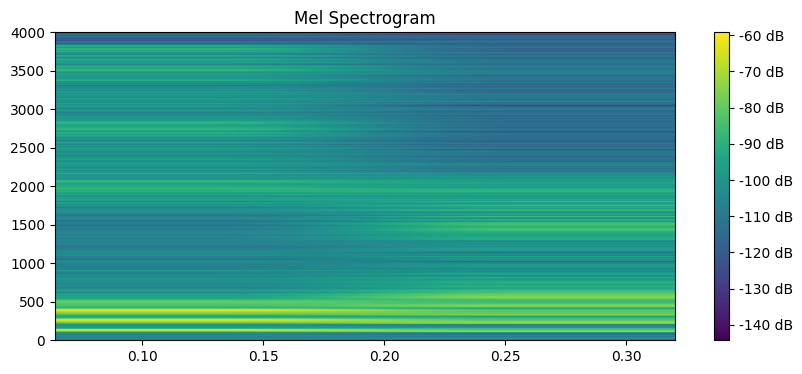 Mel Spectrogram
4000
3500
3000
2500
2000
1500
1000
500
0
0.10
0.15
0.20
0.25
0.30
-60 dB
-70 dB
-80 dB
-90 dB
-100 dB
-110 dB
-120 dB
-130 dB
-140 dB